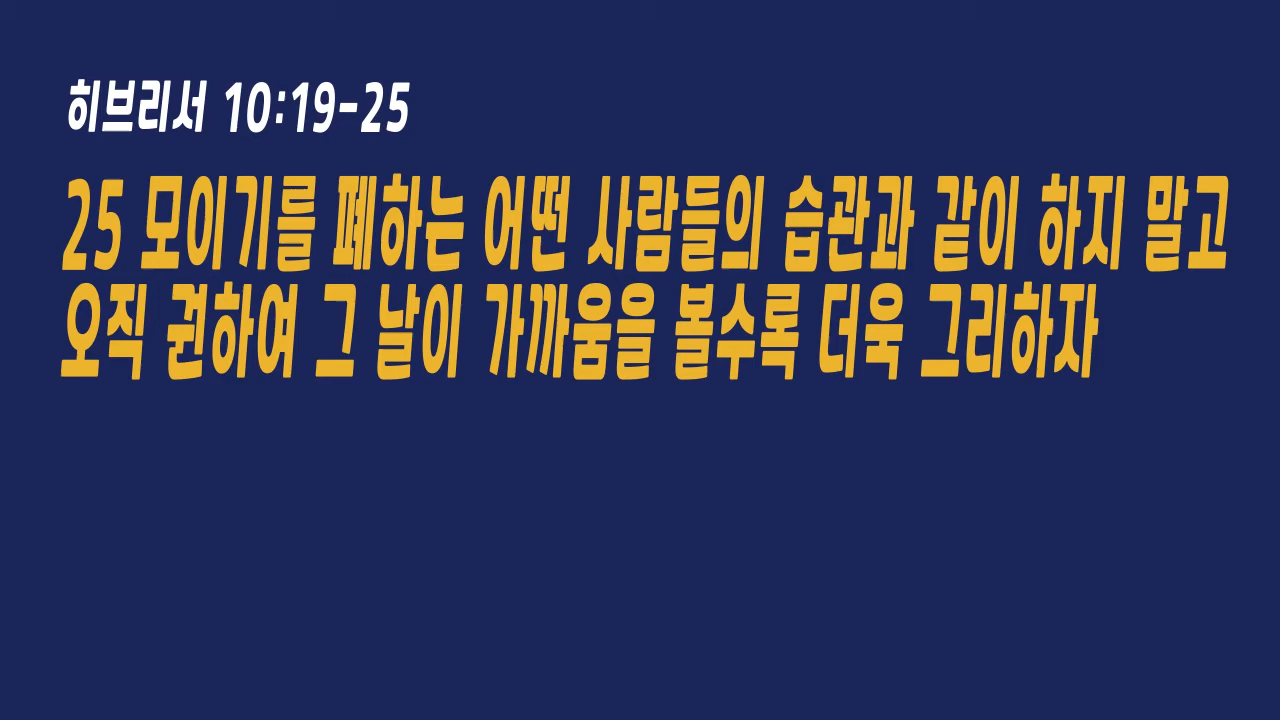 히브리서 10:19-25
25 모이기를 폐하는 어떤 사람들의 습관과 같이 하지 말고
오직 권하여 그 날이 가까움을 볼수록 더욱 그리하자